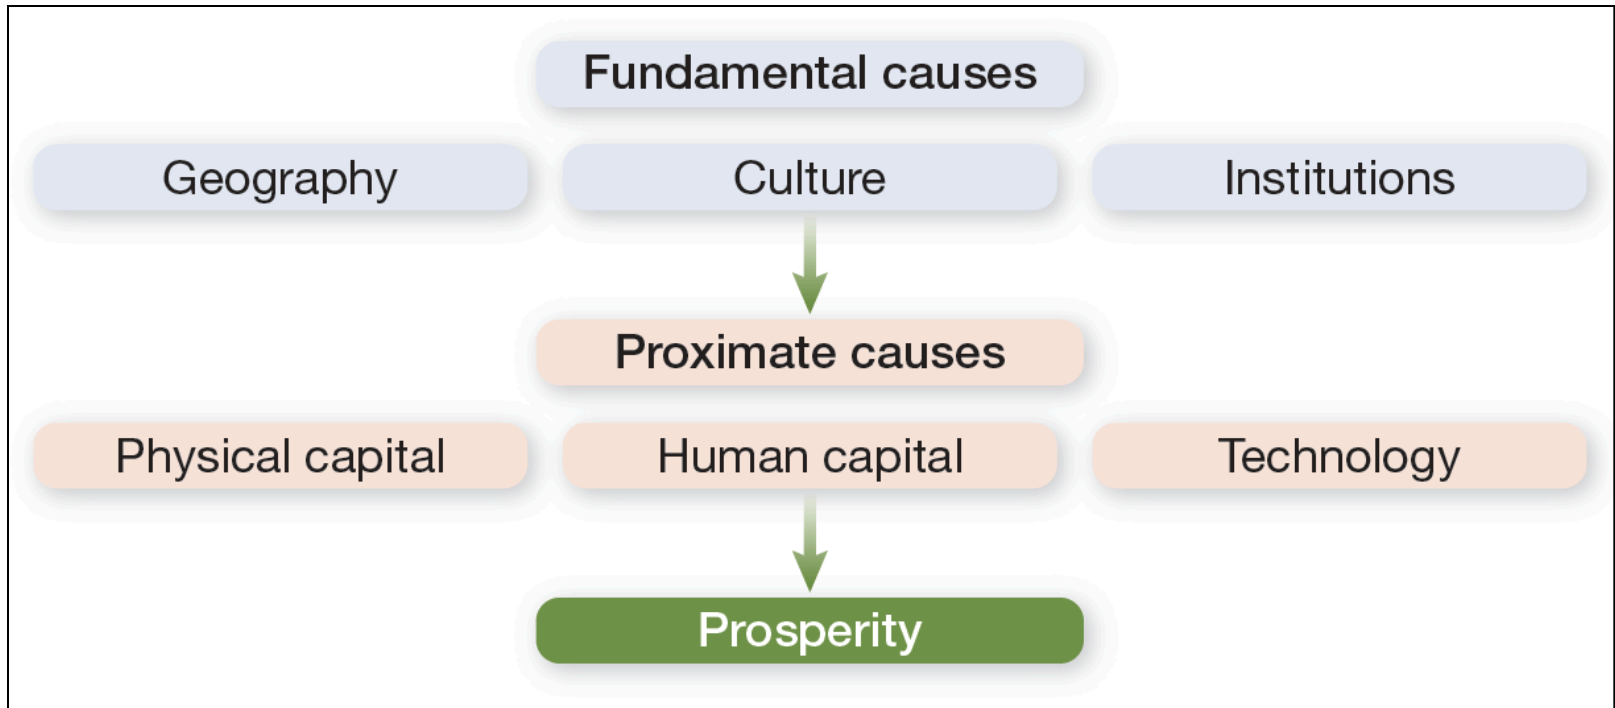 Fundamental causes
Geography
Culture
Institutions
Proximate causes
Physical capital
Human capital
Technology
Prosperity